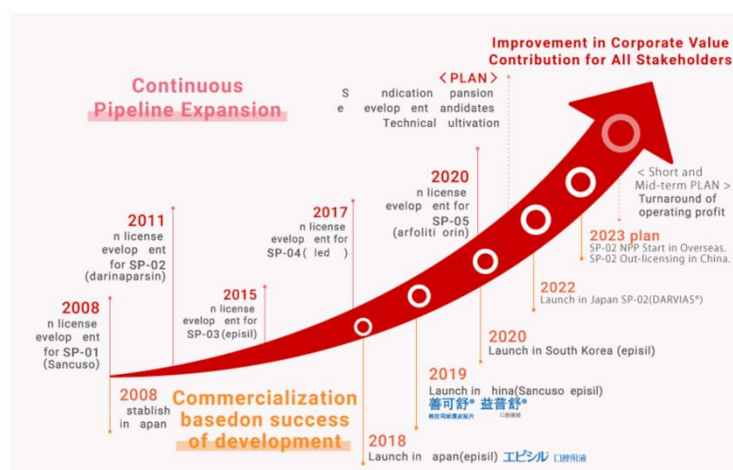 Improvement in Corporate Value
Contribution for All Stakeholders
Continuous
Pipeline Expansion
< PLAN >
S ndication pansion
e evelop ent candidates
Technical ultivation
2020
n license
evelop ent for
SP-05
(arfoliti orin)
2017
n license
evelop ent for
SP-04( led )
2011
n license
evelop ent
for SP-02
(darinaparsin)
2015
n license
evelop ent for
SP-03 (episil)
2008
n license
evelop ent
for SP-01
(Sancuso)
< Short and
Mid-term PLAN >
Turnaround of
operating profit
2023 plan
SP-02 NPP Start in Overseas.
SP-02 Out-licensing in China.
2022
Launch in Japan SP-02(DARVIAS®)
2020
Launch in South Korea (episil)
2019
Launch in hina(Sancuso episil)
善可舒® 益普舒®
口腔凝胶
2018
Launch in apan(episil) エピシル 口腔用液
2008
stablish
in apan
Commercialization
basedon success
of development